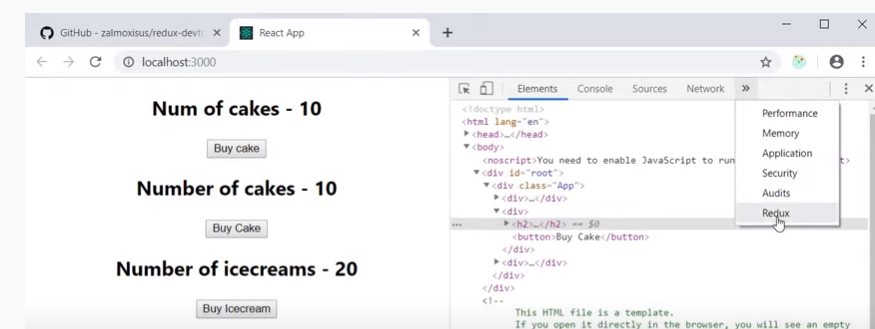 GitHub - zalmoxisus/redux-devto
React App
localhost:3000
Num of cakes - 10
Buy cake
Number of cakes - 10
Buy Cake
Number of icecreams - 20
Buy Icecream
Elements Console Sources Network »
Performance
Memory
Application
Security
Audits
Redux
<!doctype html>
<html lang="en">
<head>…</head>
<body>
<noscript>You need to enable JavaScript to run t>
<div id="root">
<div class="App">
<div>…</div>
<div>
<h2>…</h2> == $0
<button>Buy Cake</button>
</div>
<div>…</div>
</div>
</div>
<!--
This HTML file is a template.
If you open it directly in the browser, you will see an empty